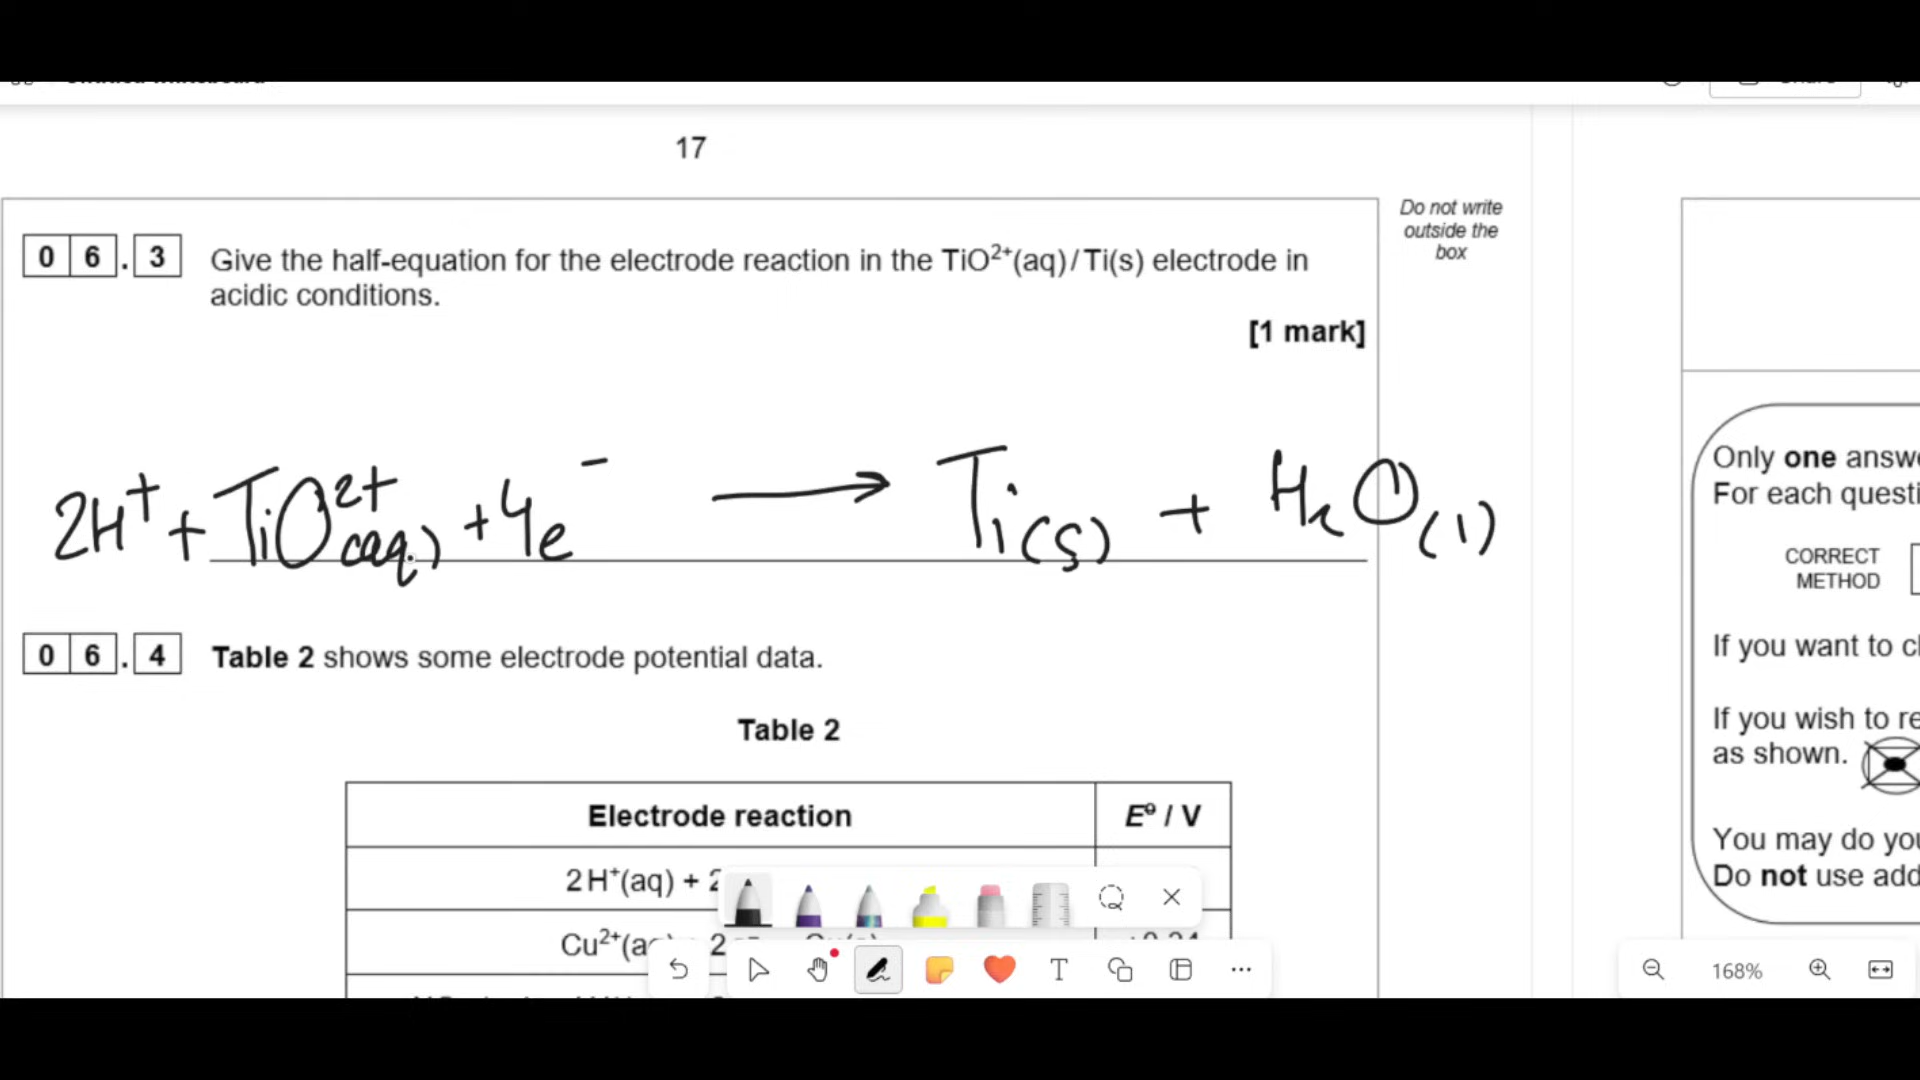 17
Do not write
outside the
box
0 6 . 3 Give the half-equation for the electrode reaction in the TiO²⁺(aq)/Ti(s) electrode in
acidic conditions.
[1 mark]
2H⁺ + TiO²⁺(aq) + 4e⁻ → Ti(s) + H₂O(l)
0 6 . 4 Table 2 shows some electrode potential data.
Table 2
Electrode reaction E⦵ / V
2H⁺(aq) + 2
Cu²⁺(a 2
Only one answ
For each questi
CORRECT
METHOD
If you want to c
If you wish to re
as shown.
You may do you
Do not use add
168%